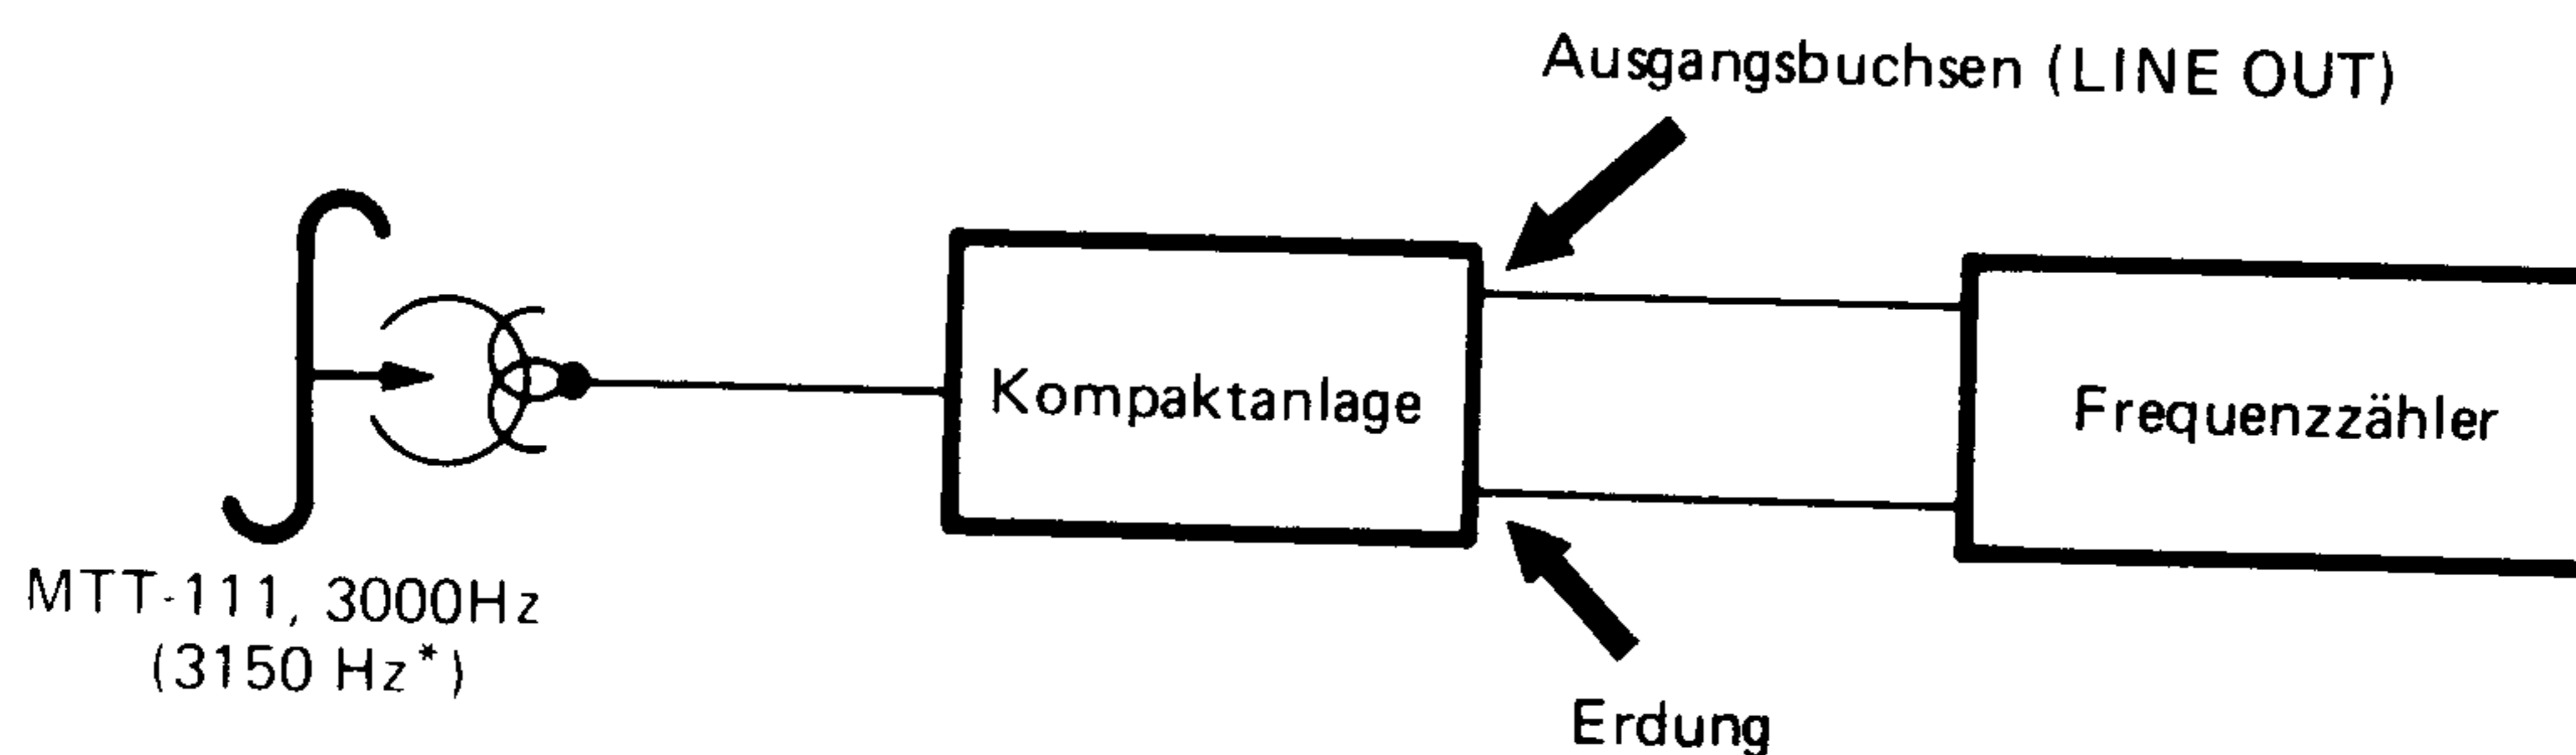 Ausgangsbuchsen (LINE OUT)
Kompaktanlage
Frequenzzähler
MTT-111, 3000Hz
(3150 Hz*)
Erdung